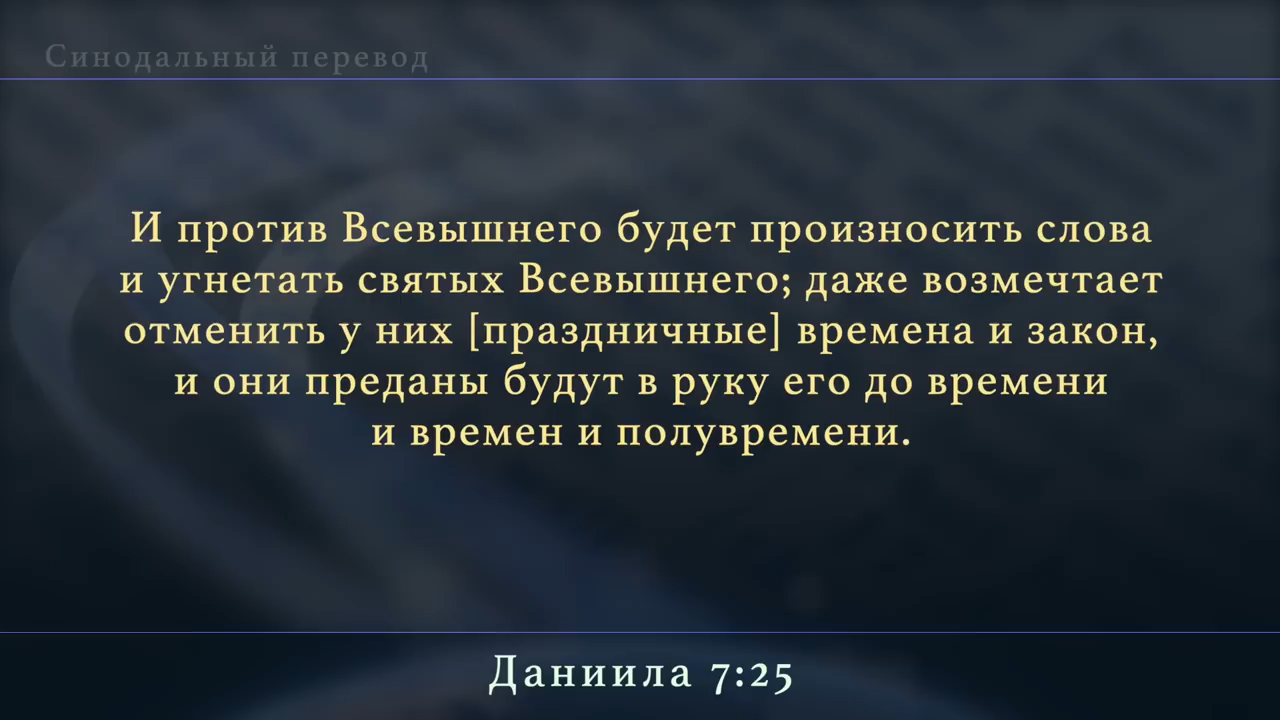 Синодальный перевод
И против Всевышнего будет произносить слова
и угнетать святых Всевышнего; даже возмечтает
отменить у них [праздничные] времена и закон,
и они преданы будут в руку его до времени
и времен и полувремени.
Даниила 7:25